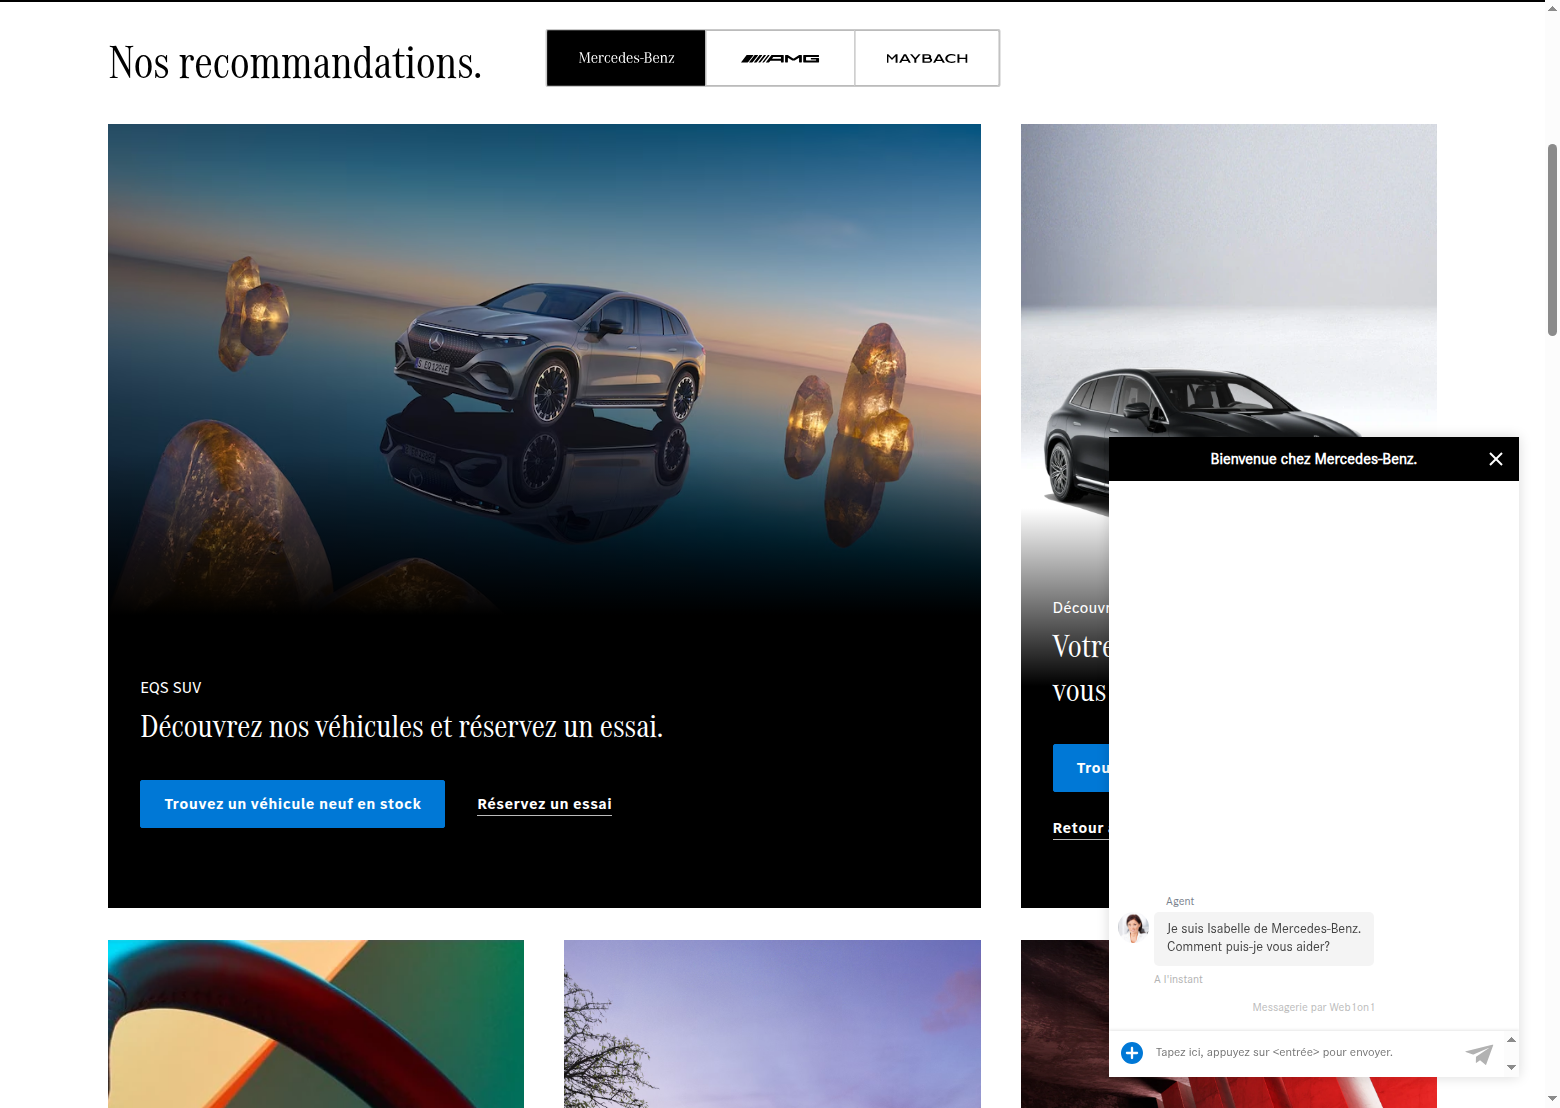 Nos recommandations.
Mercedes-Benz
AMG
MAYBACH
EQS SUV
Découvrez nos véhicules et réservez un essai.
Trouvez un véhicule neuf en stock
Réservez un essai
Votre
vous
Retour
Bienvenue chez Mercedes-Benz.
Agent
Je suis Isabelle de Mercedes-Benz.
Comment puis-je vous aider?
A l'instant
Messagerie par Web1on1
Tapez ici, appuyez sur <entrée> pour envoyer.